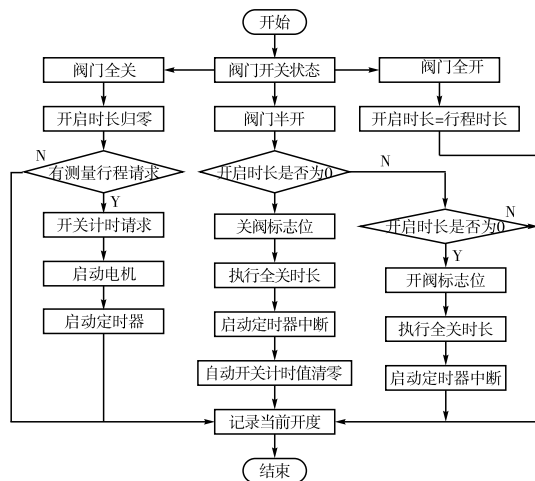 开始
阀门全关
阀门开关状态
阀门全开
开启时长归零
阀门半开
开启时长=行程时长
N
有测量行程请求
开启时长是否为0
N
Y
开关计时请求
关阀标志位
开启时长是否为0
N
启动电机
执行全关时长
Y
开阀标志位
启动定时器
启动定时器中断
执行全关时长
自动开关计时值清零
启动定时器中断
记录当前开度
结束